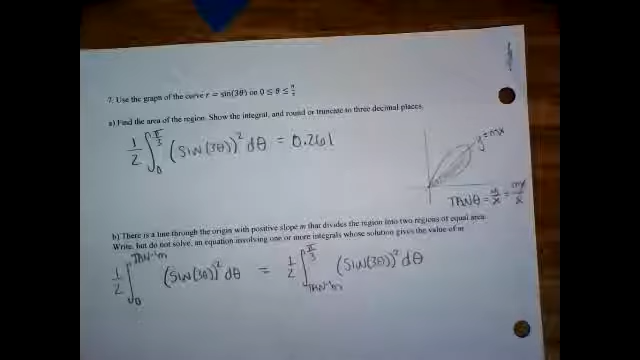 7. Use the graph of the curve r = sin(3θ) on 0 ≤ θ ≤ π/3
a) Find the area of the region. Show the integral, and round or truncate to three decimal places.
1/2 ∫₀^(π/3) (SIN(3θ))² dθ = 0.261
y=mx
TANθ = m/x = mx/x
b) There is a line through the origin with positive slope m that divides the region into two regions of equal area.
Write, but do not solve, an equation involving one or more integrals whose solution gives the value of m
1/2 ∫₀^(TAN⁻¹m) (SIN(3θ))² dθ = 1/2 ∫_(TAN⁻¹m)^(π/3) (SIN(3θ))² dθ